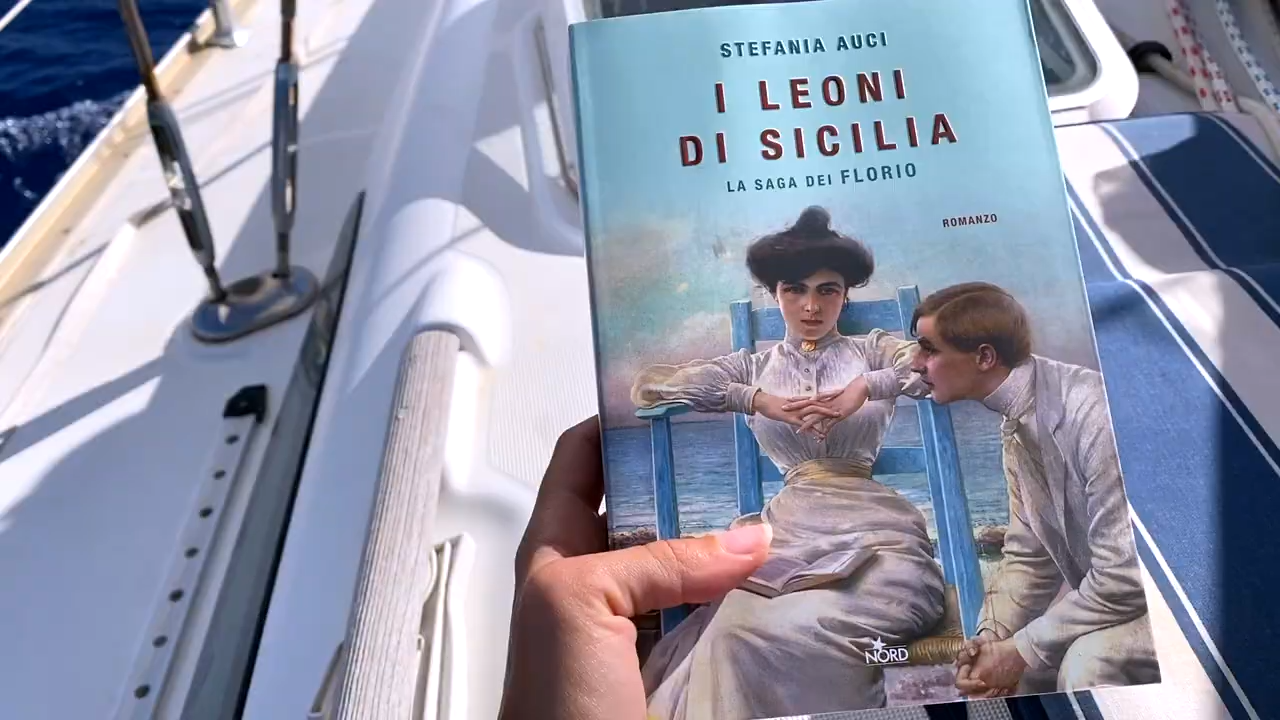 STEFANIA AUCI
I LEONI
DI SICILIA
LA SAGA DEI FLORIO
ROMANZO
NORD